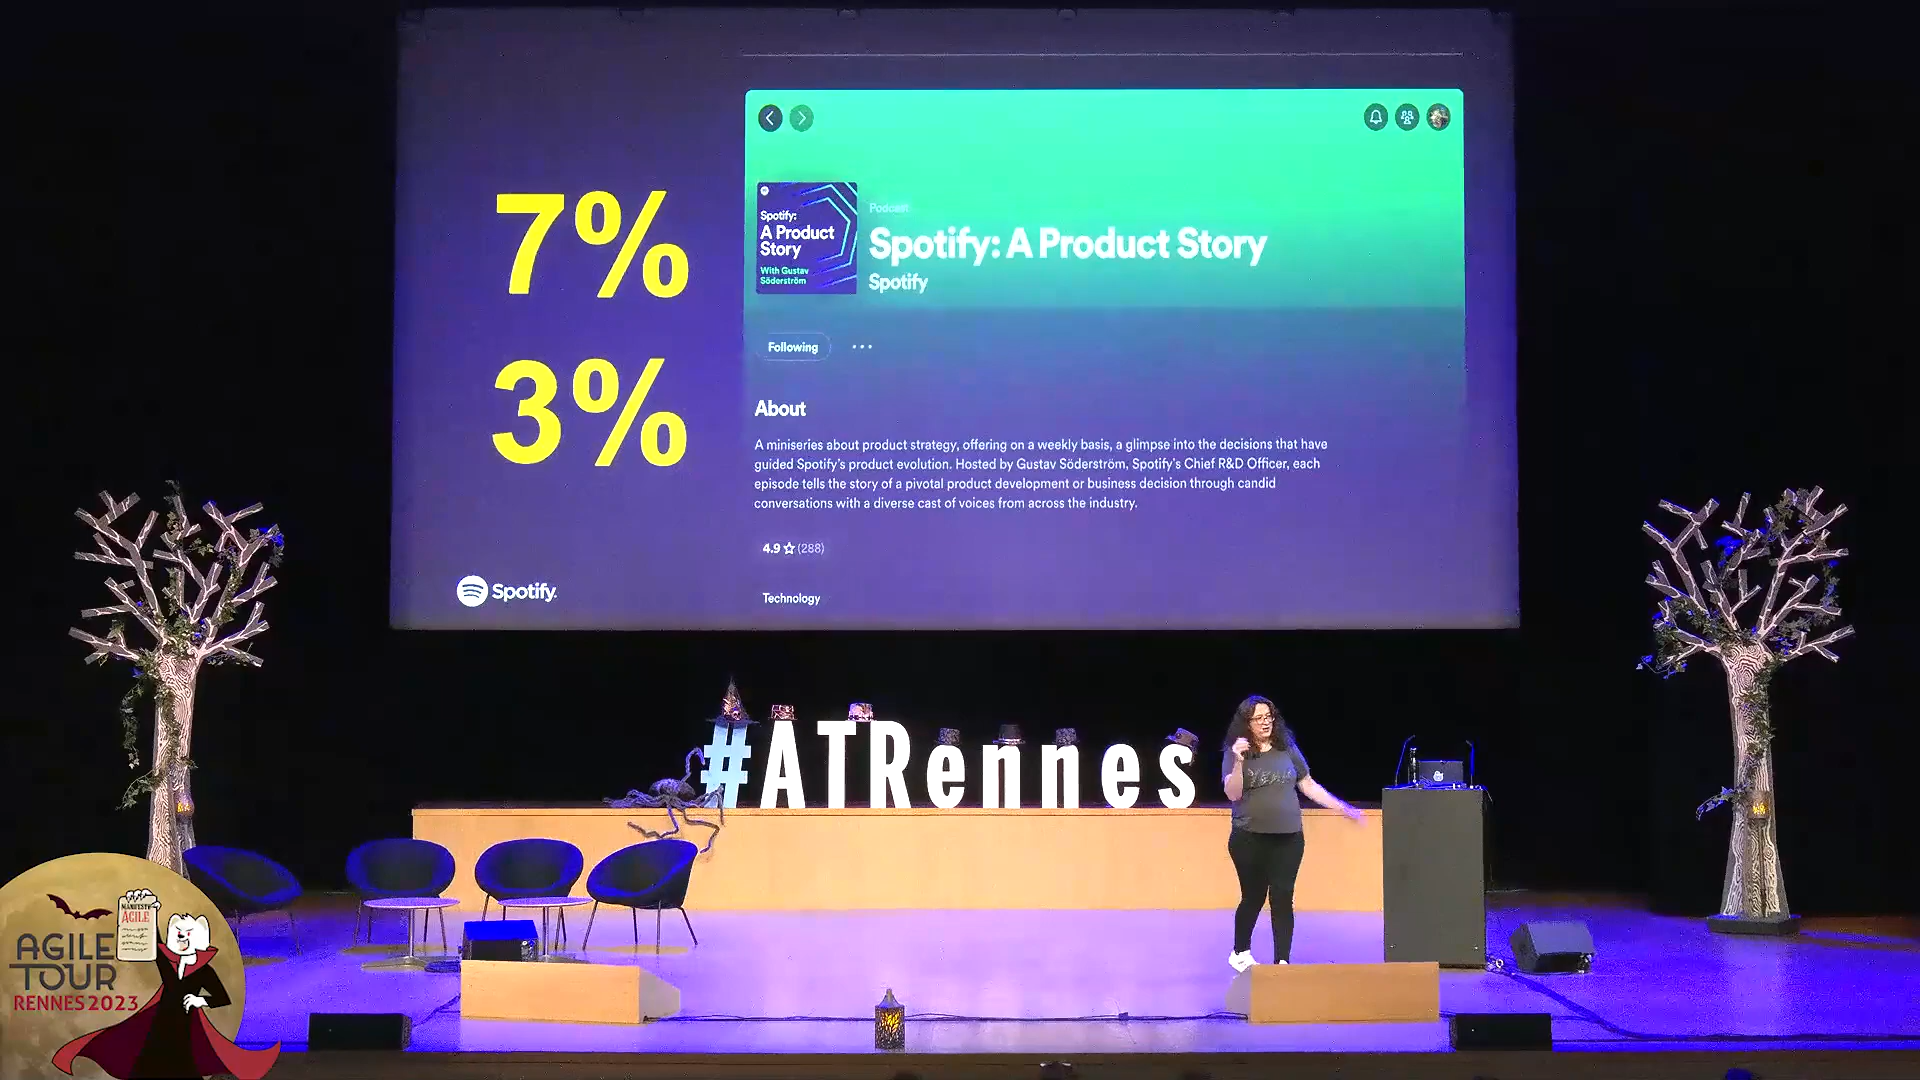 7%
3%
Spotify:
A Product
Story
With Gustav
Söderström
Podcast
Spotify: A Product Story
Spotify
Following
About
A miniseries about product strategy, offering on a weekly basis, a glimpse into the decisions that have
guided Spotify's product evolution. Hosted by Gustav Söderström, Spotify's Chief R&D Officer, each
episode tells the story of a pivotal product development or business decision through candid
conversations with a diverse cast of voices from across the industry.
4.9 (288)
Technology
Spotify
#ATRennes
YEAH
MANIFESTE
AGILE
AGILE
TOUR
RENNES 2023